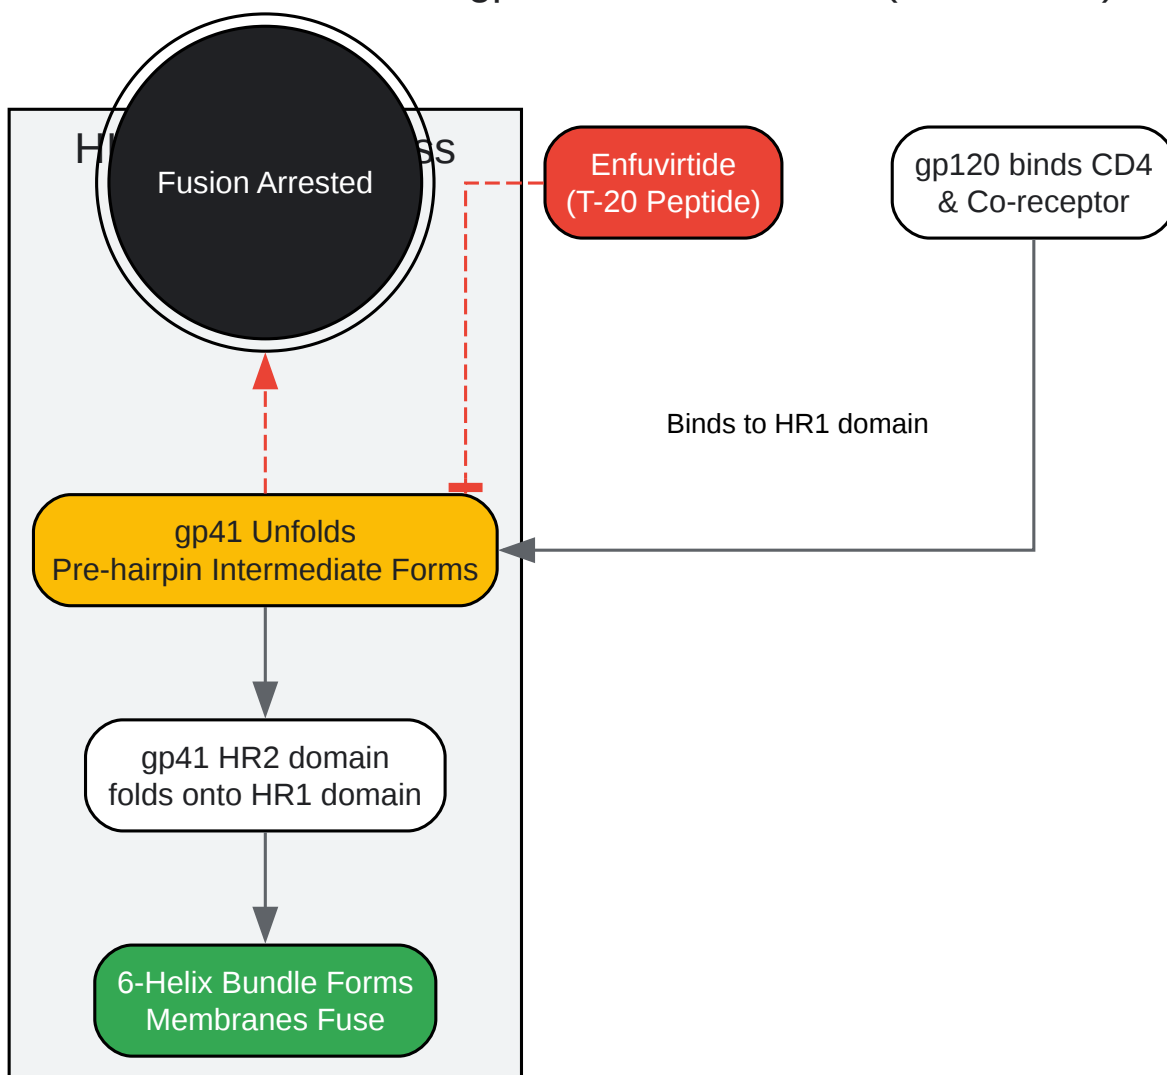 Fusion Arrested
Enfuvirtide
(T-20 Peptide)
gp120 binds CD4
& Co-receptor
Binds to HR1 domain
gp41 Unfolds
Pre-hairpin Intermediate Forms
gp41 HR2 domain
folds onto HR1 domain
6-Helix Bundle Forms
Membranes Fuse